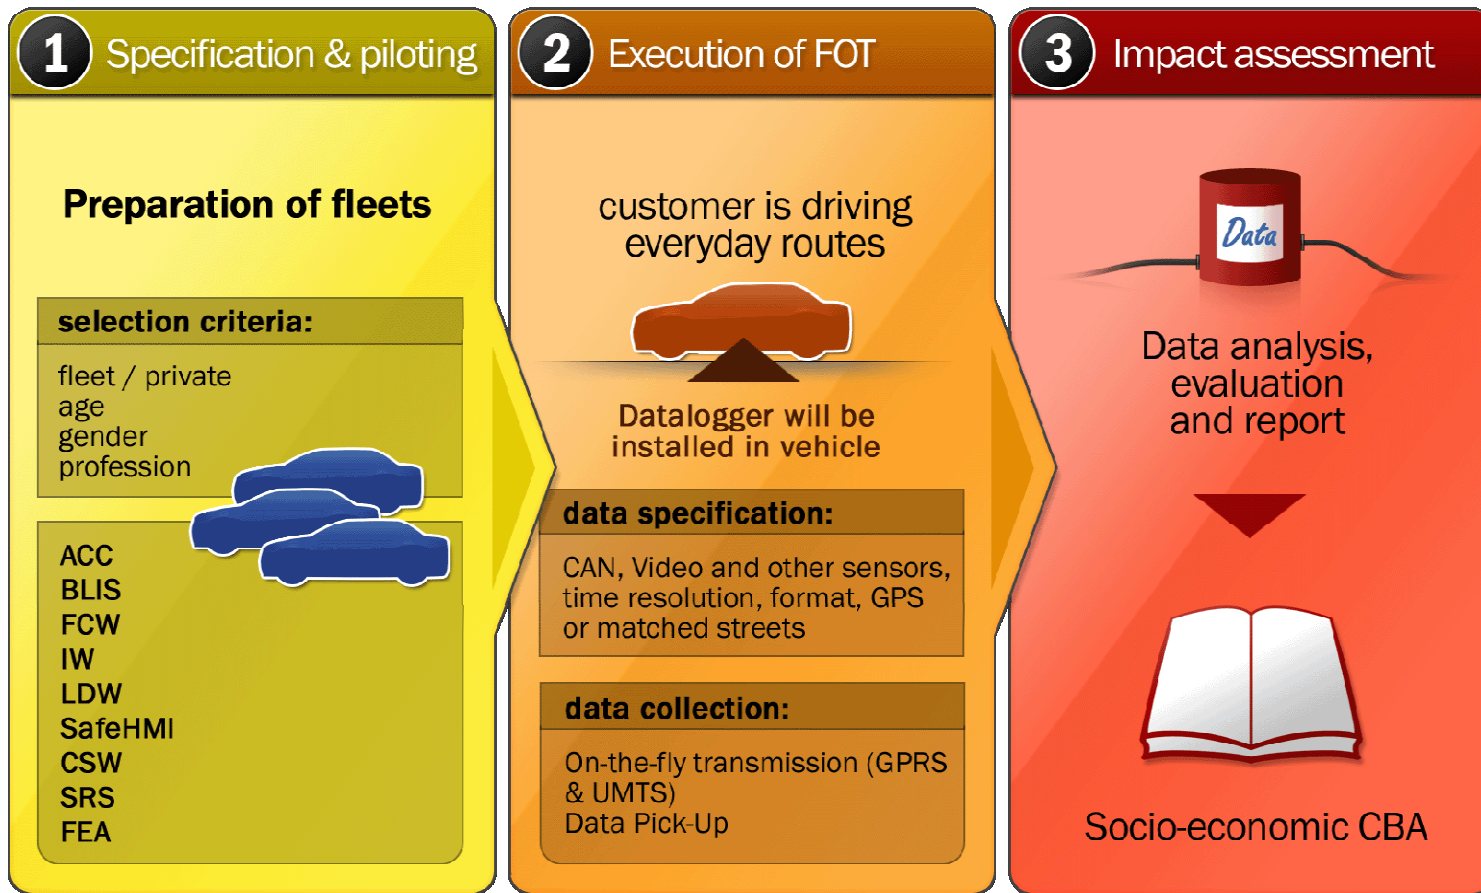 1 Specification & piloting
Preparation of fleets
selection criteria:
fleet / private
age
gender
profession
ACC
BLIS
FCW
IW
LDW
SafeHMI
CSW
SRS
FEA
2 Execution of FOT
customer is driving
everyday routes
Datalogger will be
installed in vehicle
data specification:
CAN, Video and other sensors,
time resolution, format, GPS
or matched streets
data collection:
On-the-fly transmission (GPRS
& UMTS)
Data Pick-Up
3 Impact assessment
Data
Data analysis,
evaluation
and report
Socio-economic CBA